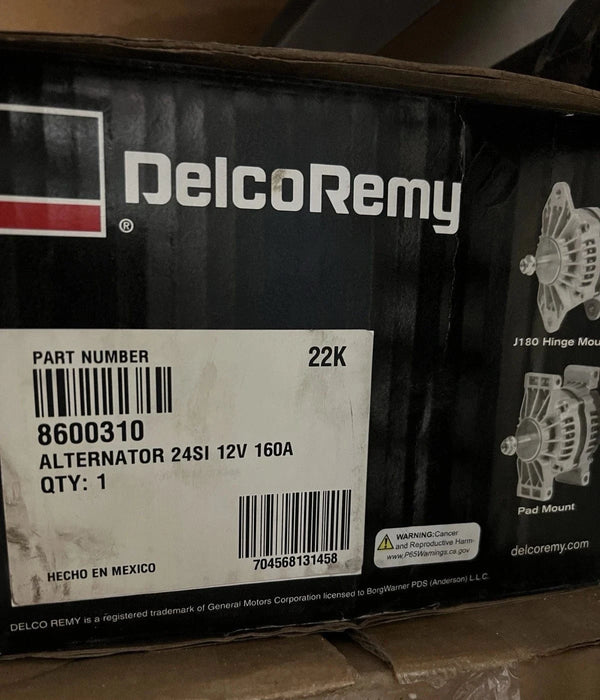 DelcoRemy
®
PART NUMBER
22K
8600310
ALTERNATOR 24SI 12V 160A
QTY: 1
704568131458
HECHO EN MEXICO
J180 Hinge Mou
Pad Mount
WARNING:Cancer
and Reproductive Harm-
www.P65Warnings.ca.gov
delcoremy.com
DELCO REMY is a registered trademark of General Motors Corporation licensed to BorgWarner PDS (Anderson) L.L.C.